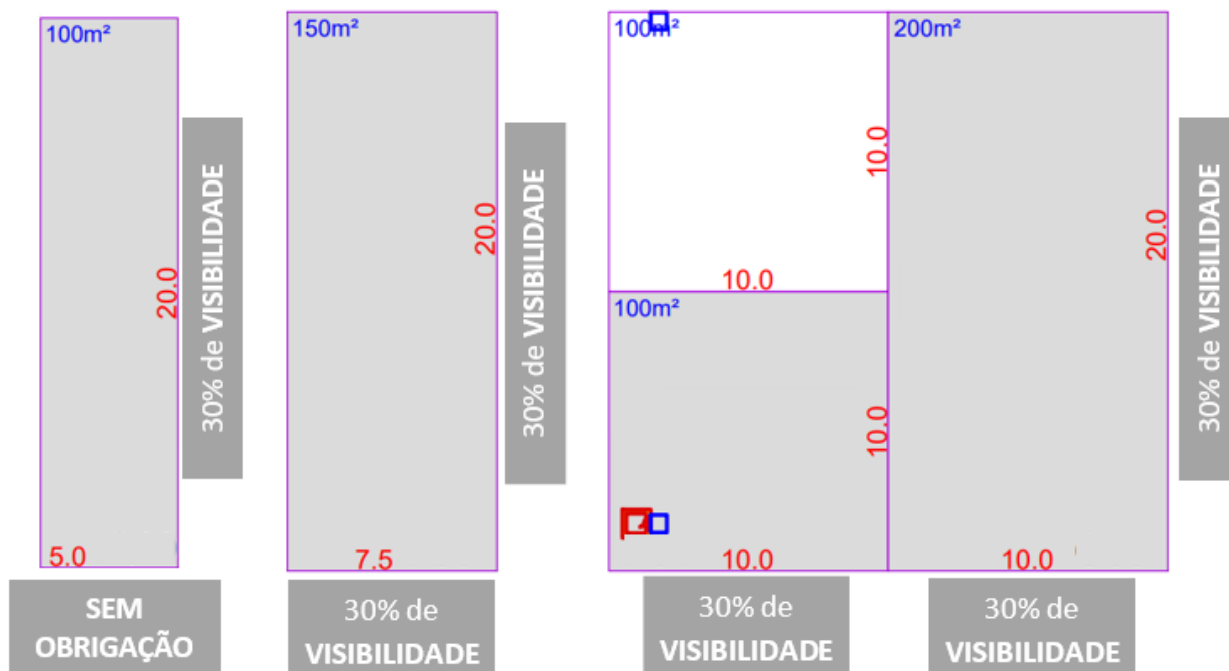 100m²
20.0
5.0
30% de VISIBILIDADE
SEM
OBRIGAÇÃO
150m²
20.0
7.5
30% de VISIBILIDADE
30% de
VISIBILIDADE
100m²
10.0
10.0
100m²
10.0
10.0
30% de
VISIBILIDADE
200m²
20.0
10.0
30% de VISIBILIDADE
30% de
VISIBILIDADE